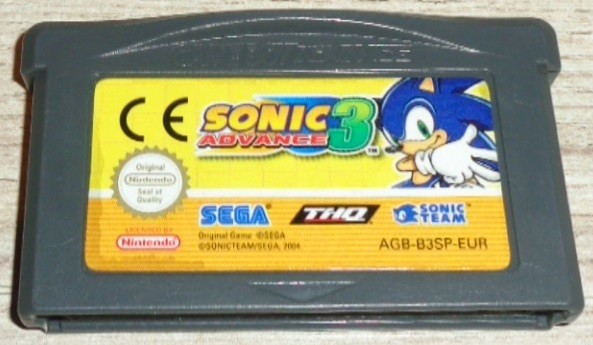 CE
SONIC
ADVANCE 3 TM
Original
Nintendo
Seal of
Quality
SEGA THQ SONIC TEAM
LICENSED BY
Nintendo
Original Game ©SEGA
©SONICTEAM/SEGA, 2004
AGB-B3SP-EUR